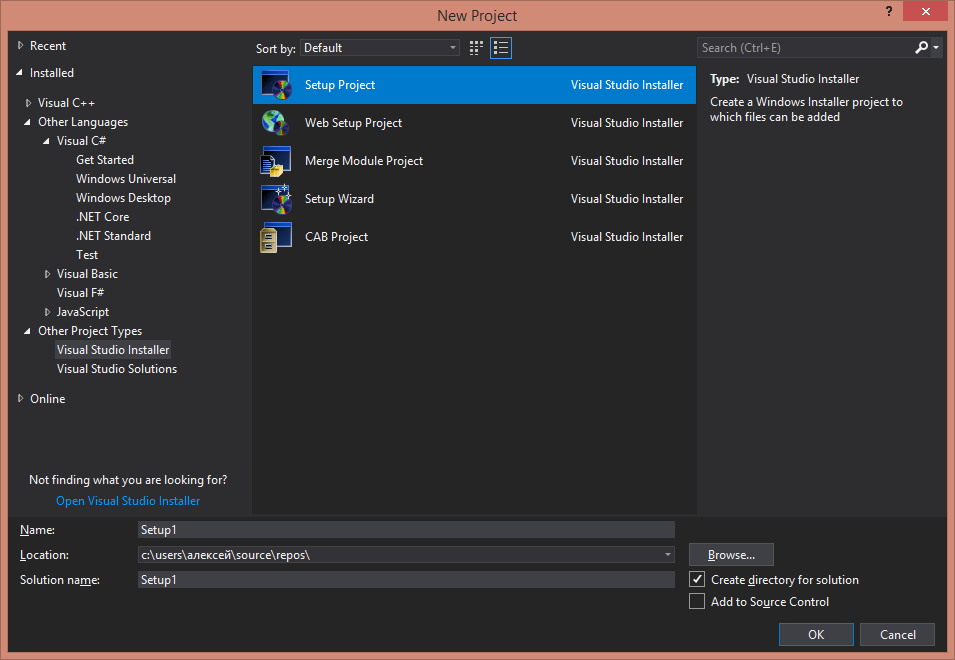 New Project
?
Recent
Installed
Visual C++
Other Languages
Visual C#
Get Started
Windows Universal
Windows Desktop
.NET Core
.NET Standard
Test
Visual Basic
Visual F#
JavaScript
Other Project Types
Visual Studio Installer
Visual Studio Solutions
Online
Not finding what you are looking for?
Open Visual Studio Installer
Sort by: Default
Setup Project Visual Studio Installer
Web Setup Project Visual Studio Installer
Merge Module Project Visual Studio Installer
Setup Wizard Visual Studio Installer
CAB Project Visual Studio Installer
Search (Ctrl+E)
Type: Visual Studio Installer
Create a Windows Installer project to
which files can be added
Name: Setup1
Location: c:\users\алексей\source\repos\
Solution name: Setup1
Browse...
Create directory for solution
Add to Source Control
OK Cancel